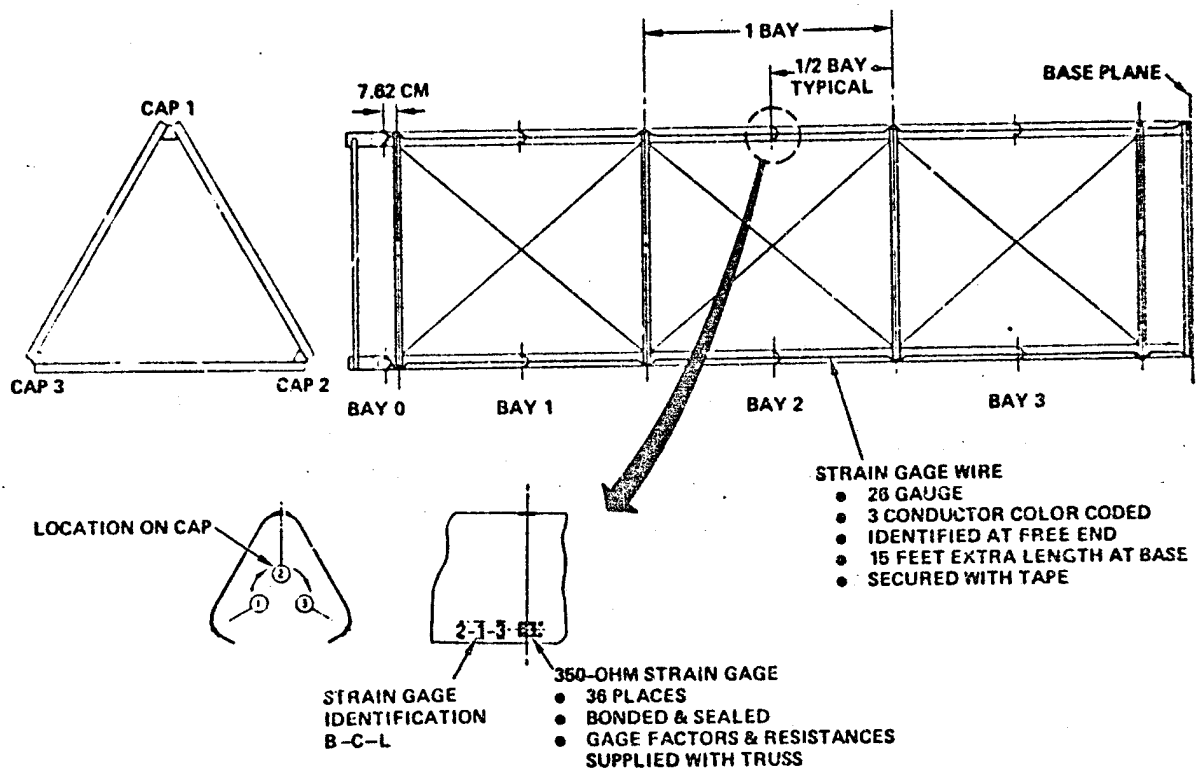 1 BAY
1/2 BAY
TYPICAL
BASE PLANE
7.62 CM
CAP 1
CAP 3
CAP 2
BAY 0
BAY 1
BAY 2
BAY 3
STRAIN GAGE WIRE
● 26 GAUGE
● 3 CONDUCTOR COLOR CODED
● IDENTIFIED AT FREE END
● 15 FEET EXTRA LENGTH AT BASE
● SECURED WITH TAPE
LOCATION ON CAP
2
1
3
2-1-3
STRAIN GAGE
IDENTIFICATION
B-C-L
350-OHM STRAIN GAGE
● 36 PLACES
● BONDED & SEALED
● GAGE FACTORS & RESISTANCES
SUPPLIED WITH TRUSS